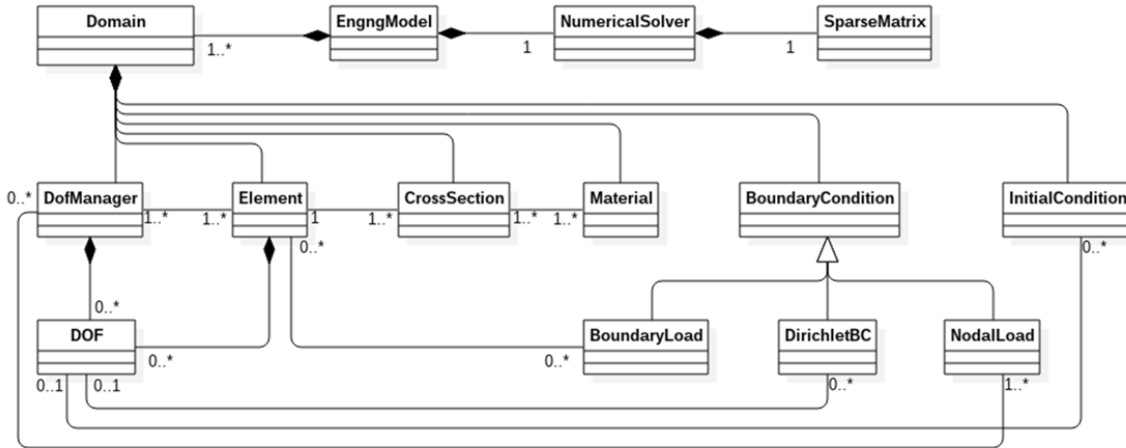 Domain
EngngModel
NumericalSolver
SparseMatrix
1..*
1
1
0..*
DofManager
Element
CrossSection
Material
BoundaryCondition
InitialCondition
1..*
1..*
1
1..*
1..*
1..*
0..*
0..*
0..*
DOF
BoundaryLoad
DirichletBC
NodalLoad
0..*
0..*
0..1
0..1
0..*
1..*